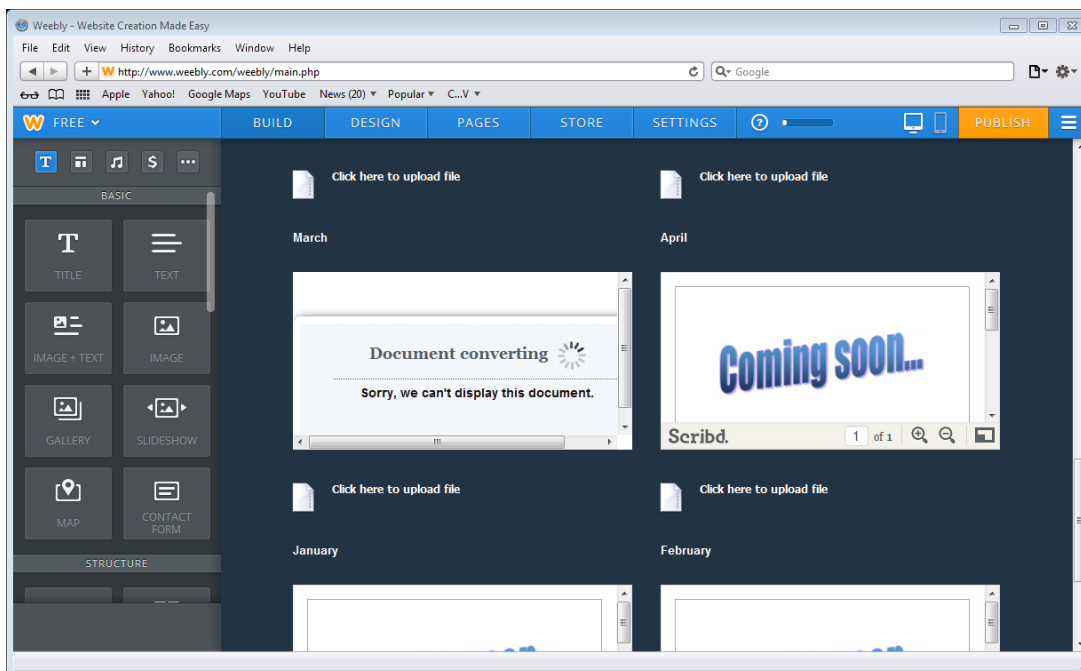 Weebly - Website Creation Made Easy
File Edit View History Bookmarks Window Help
http://www.weebly.com/weebly/main.php
Google
Apple Yahoo! Google Maps YouTube News (20) Popular C...V
FREE BUILD DESIGN PAGES STORE SETTINGS ? PUBLISH
T $
BASIC
T
TITLE TEXT
IMAGE + TEXT IMAGE
GALLERY SLIDESHOW
MAP CONTACT FORM
STRUCTURE
Click here to upload file Click here to upload file
March April
Document converting
Sorry, we can't display this document.
Coming soon...
Scribd. 1 of 1
Click here to upload file Click here to upload file
January February